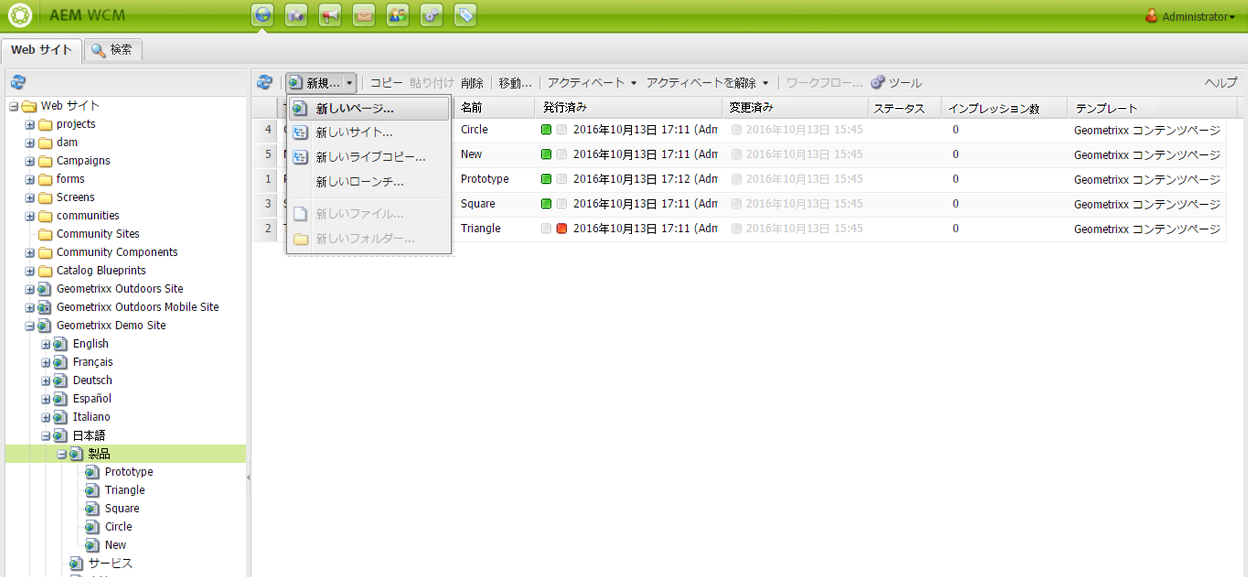 AEM WCM
Administrator
Web サイト
検索
新規...
コピー 貼り付け 削除 移動... アクティベート アクティベートを解除 ワークフロー... ツール ヘルプ
Web サイト
projects
dam
Campaigns
forms
Screens
communities
Community Sites
Community Components
Catalog Blueprints
Geometrixx Outdoors Site
Geometrixx Outdoors Mobile Site
Geometrixx Demo Site
English
Français
Deutsch
Español
Italiano
日本語
製品
Prototype
Triangle
Square
Circle
New
サービス
新しいページ...
新しいサイト...
新しいライブコピー...
新しいローンチ...
新しいファイル...
新しいフォルダー...
名前 発行済み 変更済み ステータス インプレッション数 テンプレート
4 Circle 2016年10月13日 17:11 (Adm 2016年10月13日 15:45 0 Geometrixx コンテンツページ
5 New 2016年10月13日 17:11 (Adm 2016年10月13日 15:45 0 Geometrixx コンテンツページ
1 Prototype 2016年10月13日 17:12 (Adm 2016年10月13日 15:45 0 Geometrixx コンテンツページ
3 Square 2016年10月13日 17:11 (Adm 2016年10月13日 15:45 0 Geometrixx コンテンツページ
2 Triangle 2016年10月13日 17:11 (Adm 2016年10月13日 15:45 0 Geometrixx コンテンツページ